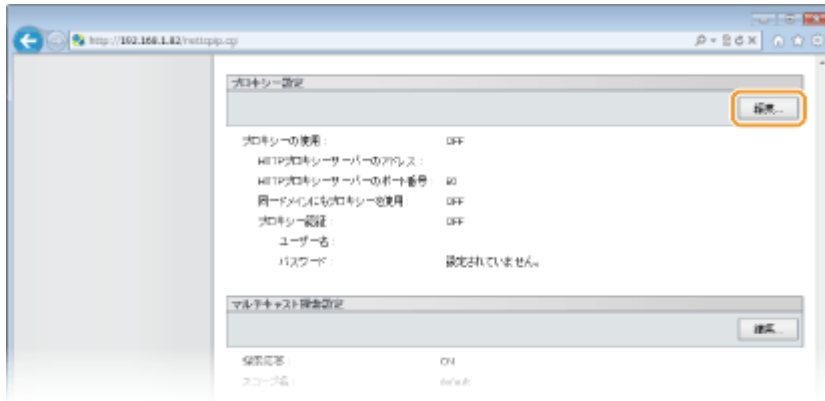 http://192.168.1.82/nettcpip.cgi
プロキシー設定
編集...
プロキシーの使用 : OFF
HTTPプロキシーサーバーのアドレス :
HTTPプロキシーサーバーのポート番号 : 80
同一ドメインにもプロキシーを使用 : OFF
プロキシー認証 : OFF
ユーザー名 :
パスワード : 設定されていません。
マルチキャスト探索設定
編集...
探索応答 : ON
スコープ名 : default